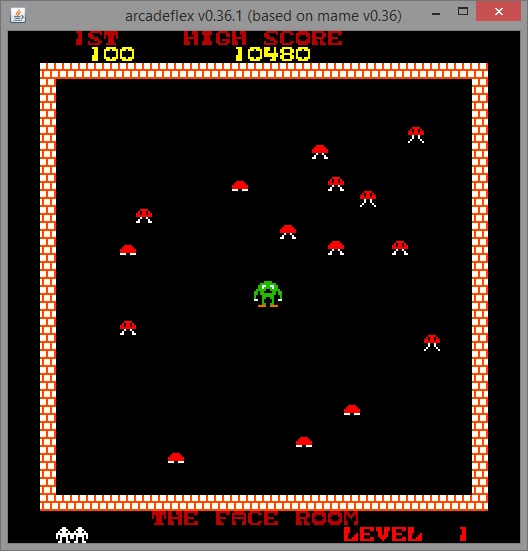 arcadeflex v0.36.1 (based on mame v0.36)
1ST HIGH SCORE
100 10480
THE FACE ROOM
LEVEL 1